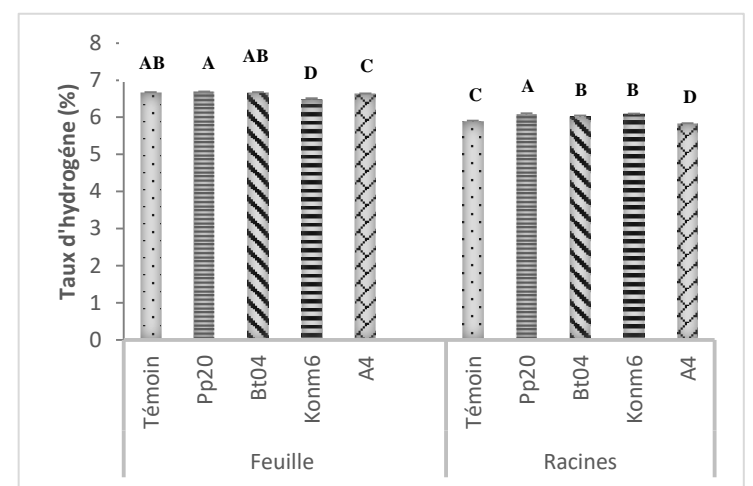 Taux d'hydrogéne (%)
8
7
6
5
4
3
2
1
0
AB
A
AB
D
C
C
A
B
B
D
Témoin
Pp20
Bt04
Konm6
A4
Témoin
Pp20
Bt04
Konm6
A4
Feuille
Racines